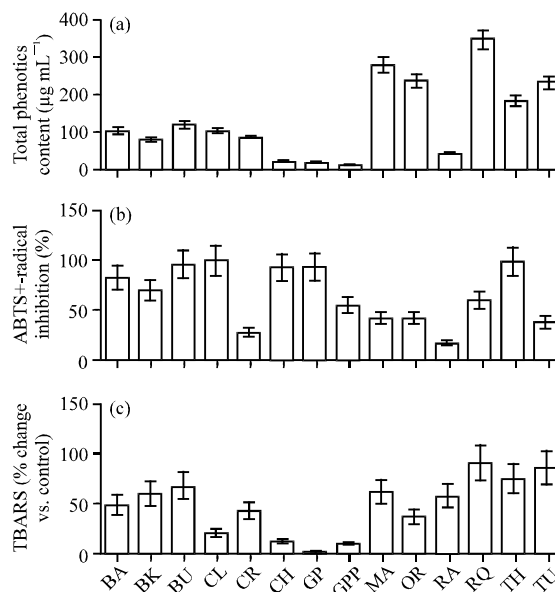 (a)
Total phenotics
content (µg mL⁻¹)
400
300
200
100
0
(b)
ABTS+-radical
inhibition (%)
150
100
50
0
(c)
TBARS (% change
vs. control)
150
100
50
0
BA BK BU CL CR CH GP GPP MA OR RA RQ TH TU